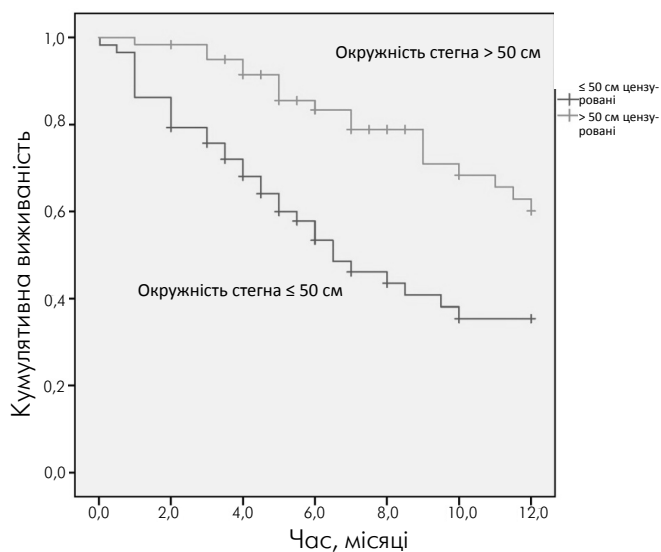 Окружність стегна > 50 см
≤ 50 см цензу-
ровані
> 50 см цензу-
ровані
Окружність стегна ≤ 50 см
Кумулятивна виживаність
1,0
0,8
0,6
0,4
0,2
0,0
0,0 2,0 4,0 6,0 8,0 10,0 12,0
Час, місяці